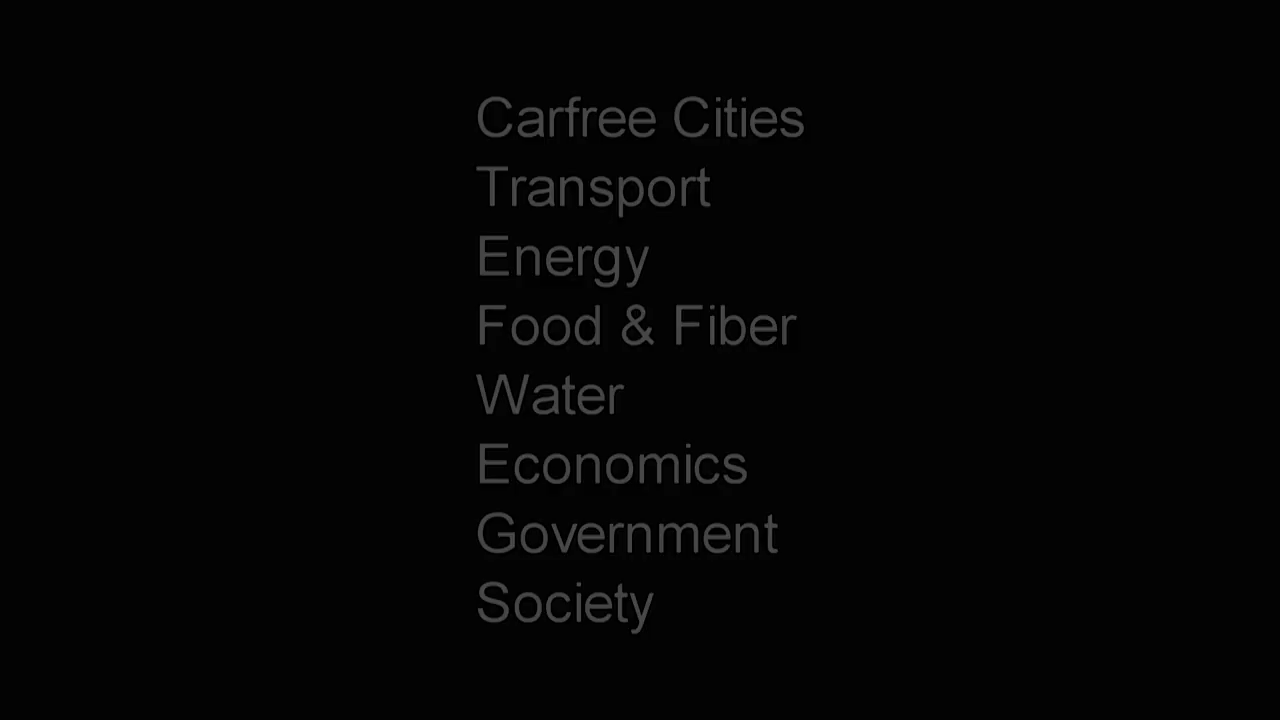 Carfree Cities
Transport
Energy
Food & Fiber
Water
Economics
Government
Society